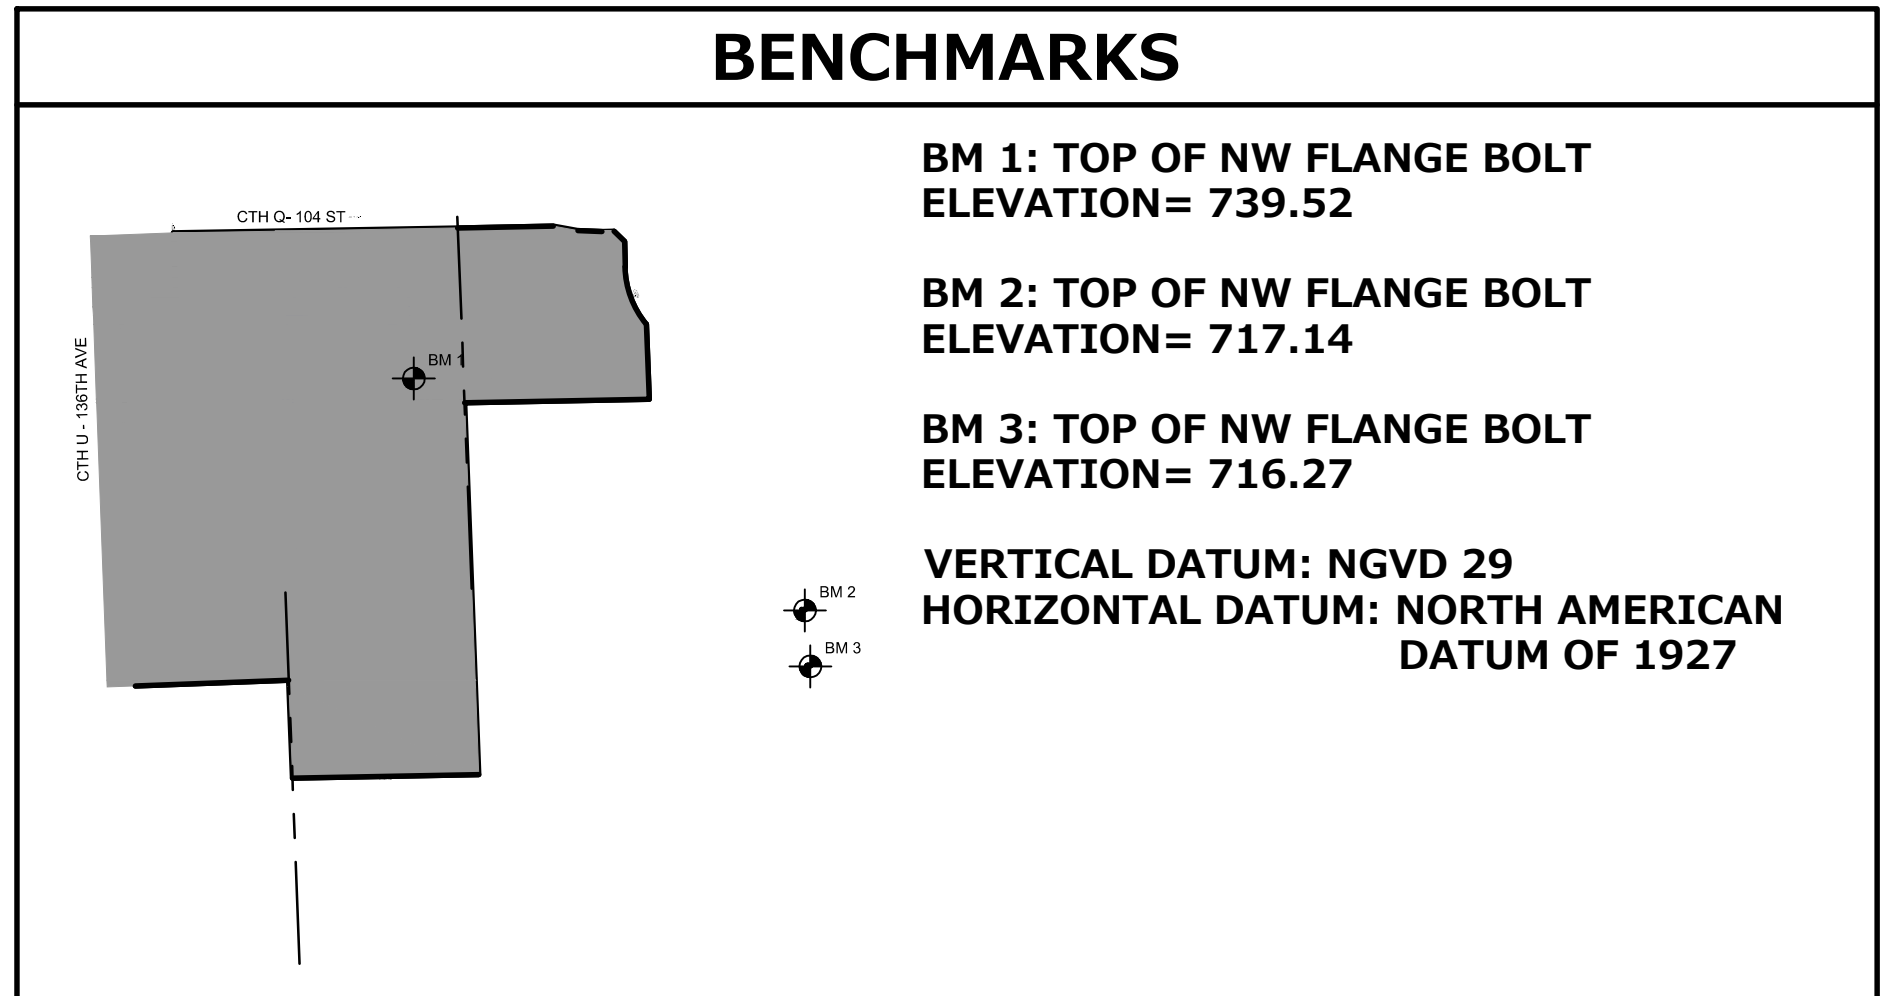 BENCHMARKS
CTH Q- 104 ST
CTH U - 136TH AVE
BM 1
BM 2
BM 3
BM 1: TOP OF NW FLANGE BOLT
ELEVATION= 739.52
BM 2: TOP OF NW FLANGE BOLT
ELEVATION= 717.14
BM 3: TOP OF NW FLANGE BOLT
ELEVATION= 716.27
VERTICAL DATUM: NGVD 29
HORIZONTAL DATUM: NORTH AMERICAN
DATUM OF 1927